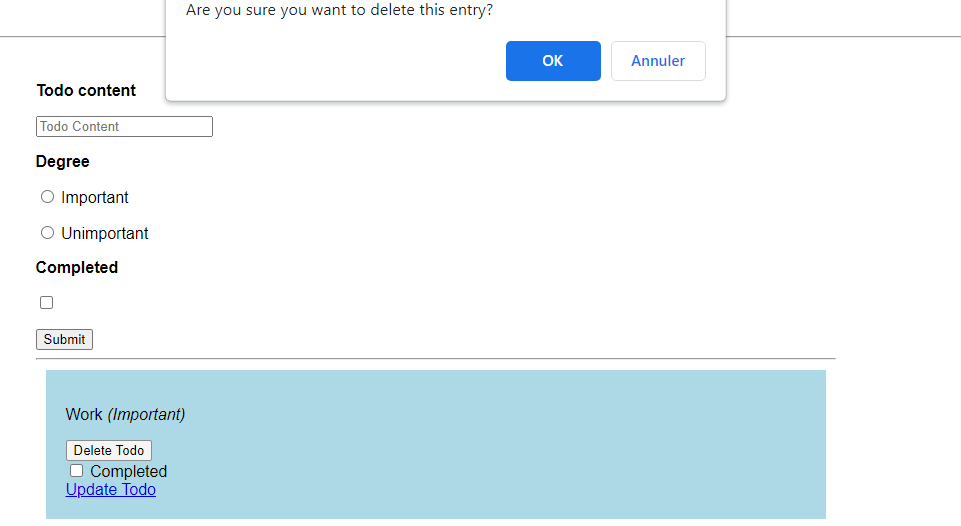 Are you sure you want to delete this entry?
OK
Annuler
Todo content
Todo Content
Degree
Important
Unimportant
Completed
Submit
Work (Important)
Delete Todo
Completed
Update Todo